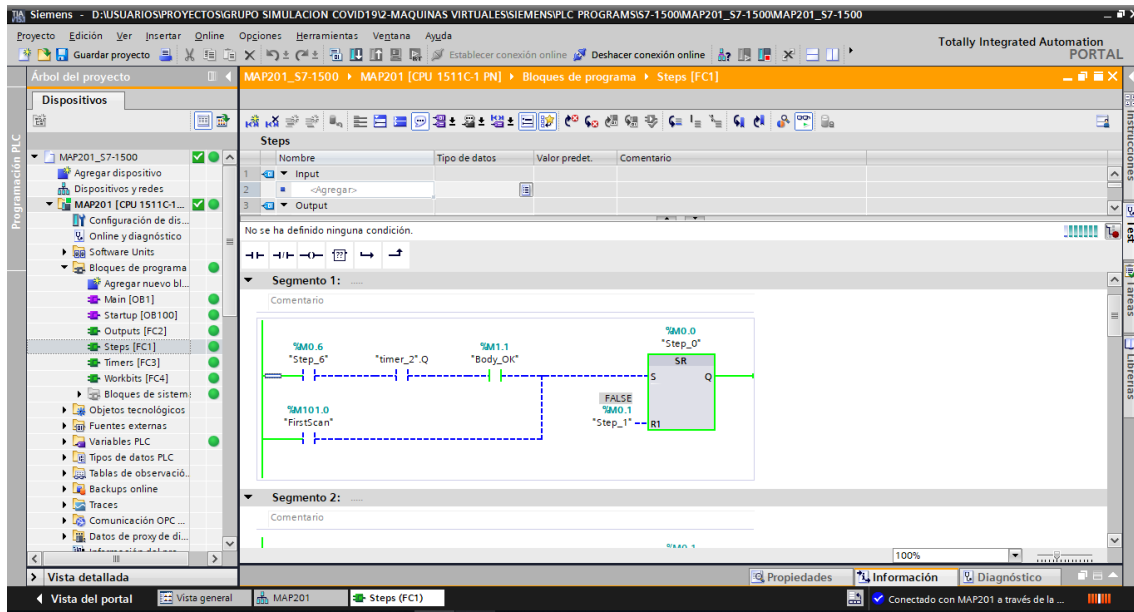 Siemens - D:\USUARIOS\PROYECTOS\GRUPO SIMULACION COVID19\2-MAQUINAS VIRTUALES\SIEMENS\PLC PROGRAMS\S7-1500\MAP201_S7-1500\MAP201_S7-1500
Proyecto Edición Ver Insertar Online Opciones Herramientas Ventana Ayuda
Totally Integrated Automation
PORTAL
Guardar proyecto
Establecer conexión online
Deshacer conexión online
Árbol del proyecto
MAP201_S7-1500 MAP201 [CPU 1511C-1 PN] Bloques de programa Steps [FC1]
Dispositivos
Programación PLC
MAP201_S7-1500
Agregar dispositivo
Dispositivos y redes
MAP201 [CPU 1511C-1...
Configuración de dis...
Online y diagnóstico
Software Units
Bloques de programa
Agregar nuevo bl...
Main [OB1]
Startup [OB100]
Outputs [FC2]
Steps [FC1]
Timers [FC3]
Workbits [FC4]
Bloques de sistem
Objetos tecnológicos
Fuentes externas
Variables PLC
Tipos de datos PLC
Tablas de observació..
Backups online
Traces
Comunicación OPC ...
Datos de proxy de di...
Vista detallada
Steps
Nombre Tipo de datos Valor predet. Comentario
1 Input
2 <Agregar>
3 Output
No se ha definido ninguna condición.
Segmento 1: .....
Comentario
%M0.0
"Step_0"
%M0.6 %M1.1
"Step_6" "timer_2".Q "Body_OK" SR
S Q
FALSE
%M101.0 %M0.1
"FirstScan" "Step_1" R1
Segmento 2: .....
Comentario
%M0.1
100%
Propiedades Información Diagnóstico
Instrucciones
Test
Tareas
Librerías
Vista del portal Vista general MAP201 Steps (FC1) Conectado con MAP201 a través de la ...